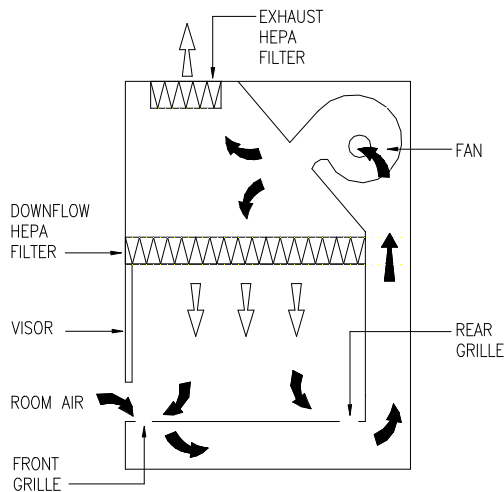 EXHAUST
HEPA
FILTER
FAN
DOWNFLOW
HEPA
FILTER
VISOR
REAR
GRILLE
ROOM AIR
FRONT
GRILLE